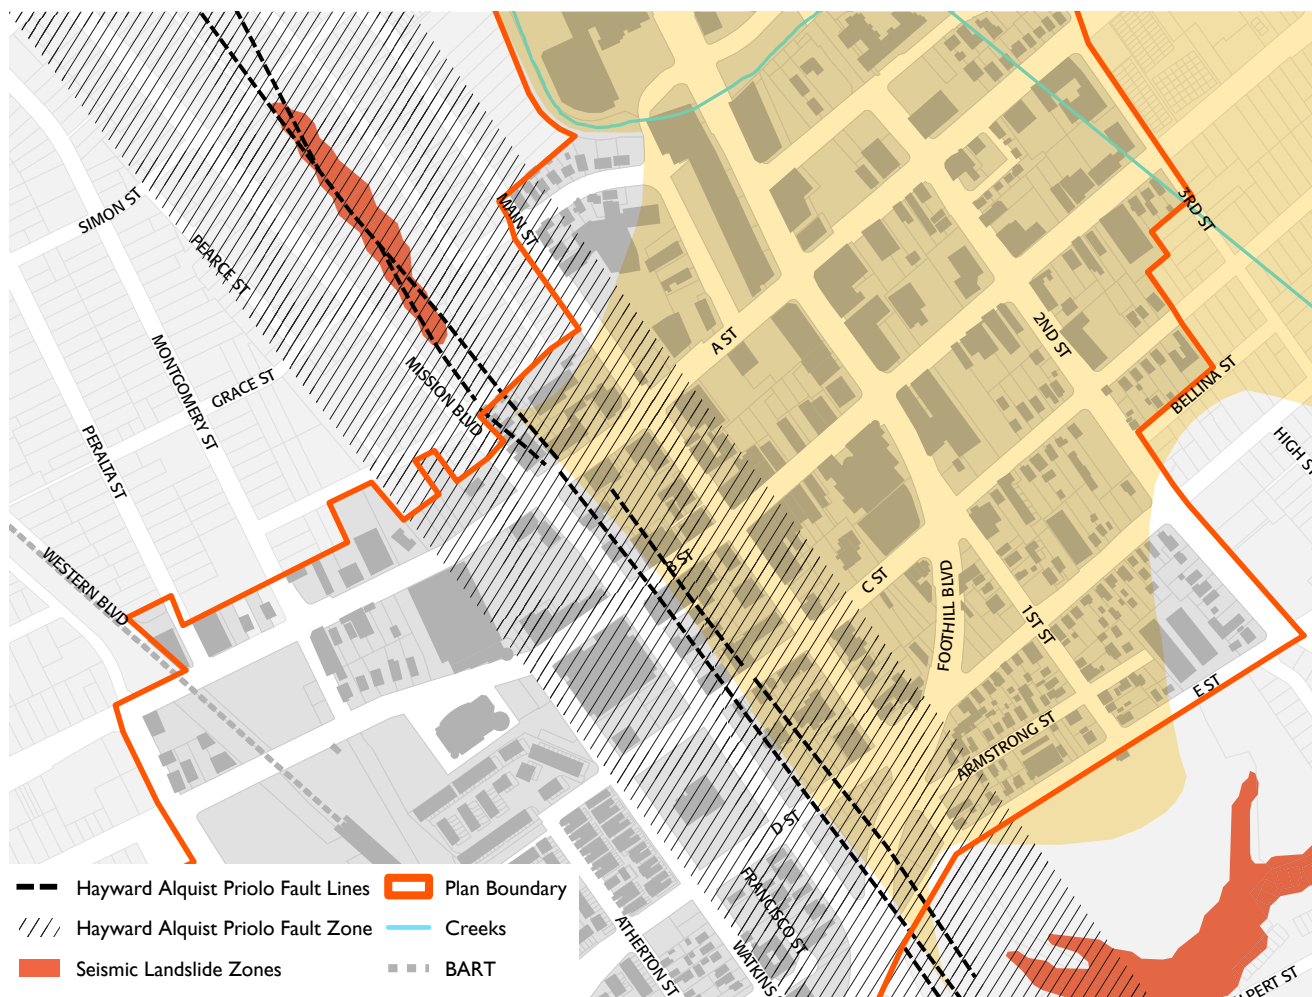 SIMON ST
PEARCE ST
MAIN ST
3RD ST
A ST
2ND ST
MISSION BLVD
MONTGOMERY ST
GRACE ST
PERALTA ST
BELLINA ST
WESTERN BLVD
B ST
C ST
FOOTHILL BLVD
1ST ST
E ST
ARMSTRONG ST
D ST
FRANCISCO ST
ATHERTON ST
WATKINS
Hayward Alquist Priolo Fault Lines
Plan Boundary
Hayward Alquist Priolo Fault Zone
Creeks
Seismic Landslide Zones
BART
HIGH ST